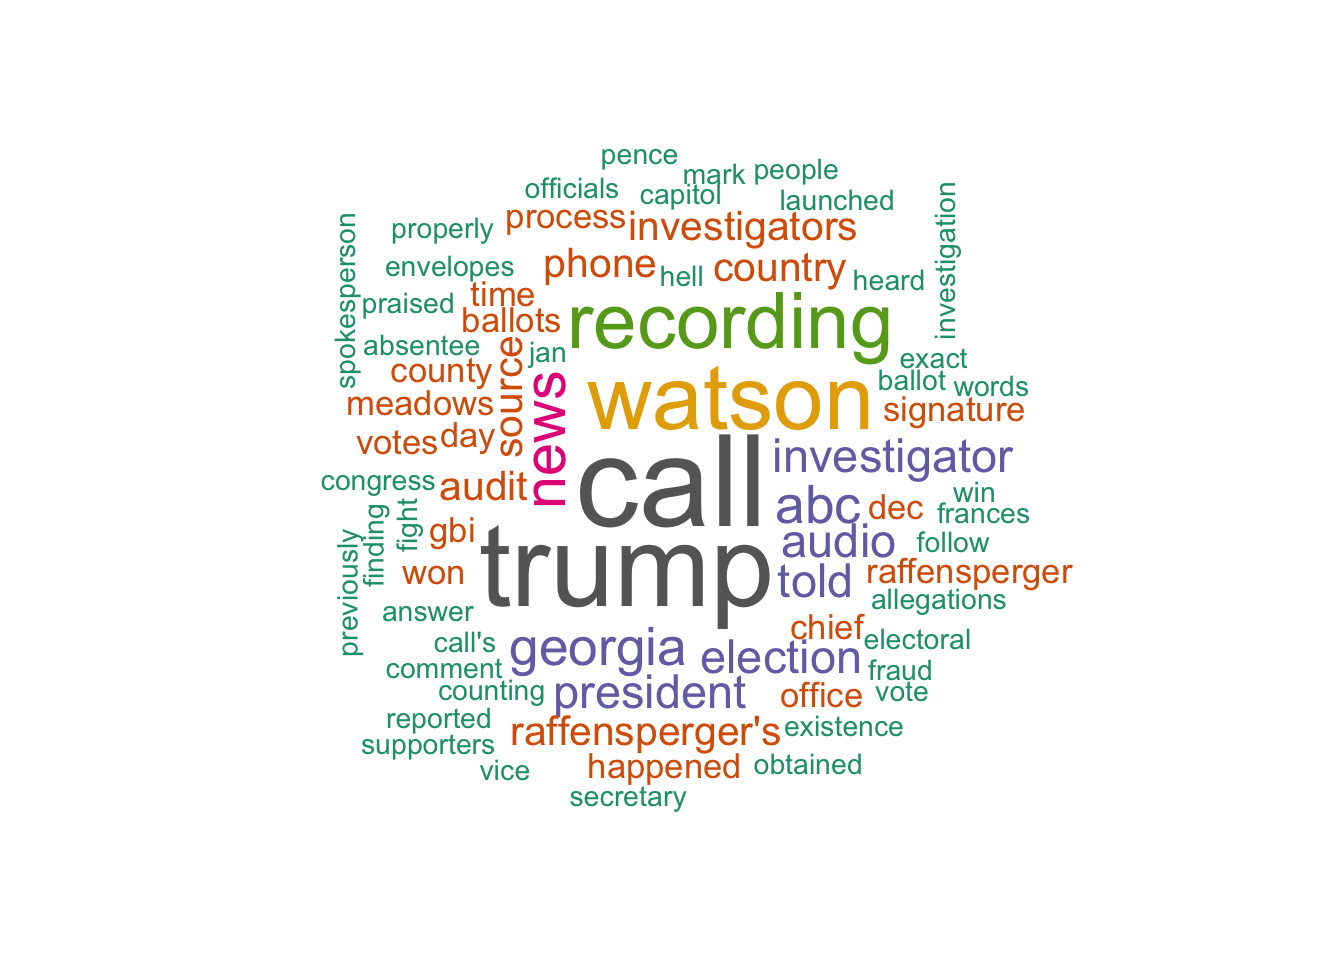 pence
mark
people
officials
capitol
launched
process
investigators
properly
spokesperson
investigation
phone
country
envelopes
hell
heard
time
praised
ballots
recording
absentee
jan
source
county
exact
ballot
words
news
watson
meadows
signature
votes
day
call
investigator
congress
audit
abc
dec
win
frances
finding
fight
gbi
trump
audio
follow
previously
won
told
raffensperger
allegations
answer
chief
call's
georgia
election
electoral
comment
fraud
counting
president
office
vote
reported
raffensperger's
existence
supporters
vice
happened
obtained
secretary